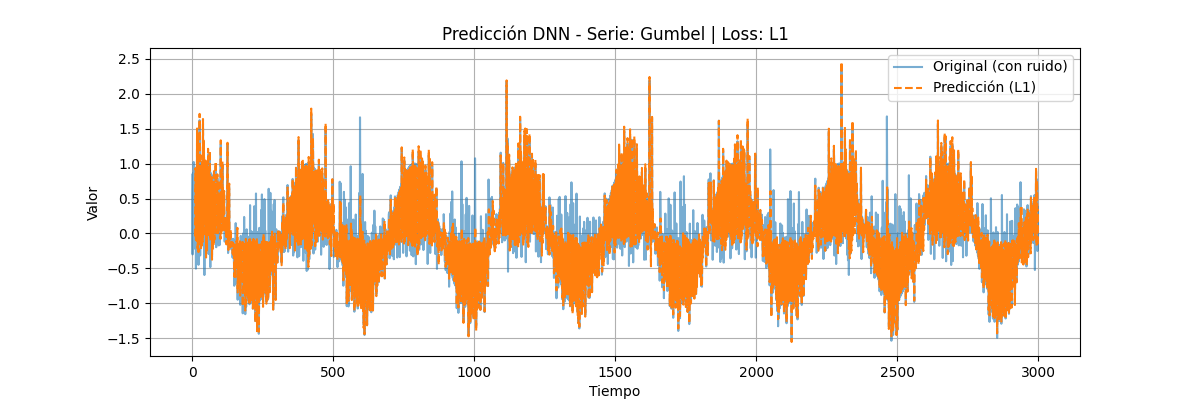 Predicción DNN - Serie: Gumbel | Loss: L1
Original (con ruido)
Predicción (L1)
2.5
2.0
1.5
1.0
0.5
0.0
−0.5
−1.0
−1.5
Valor
0 500 1000 1500 2000 2500 3000
Tiempo